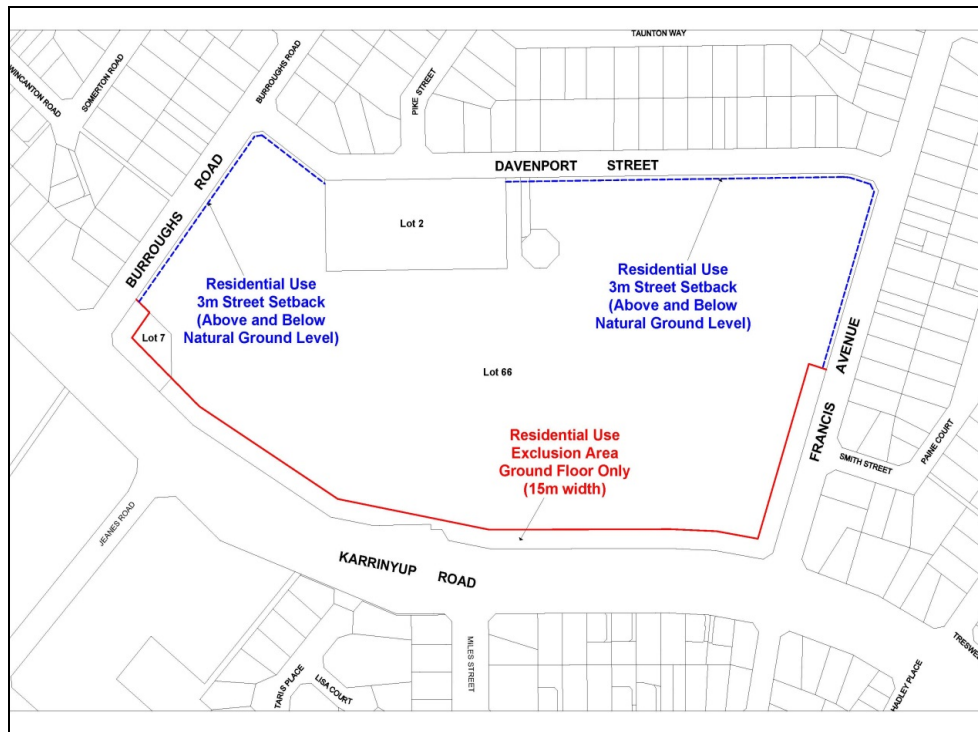 TAUNTON WAY
WINCANTON ROAD
SOMERTON ROAD
BURROUGHS ROAD
PIKE STREET
DAVENPORT STREET
BURROUGHS ROAD
Lot 2
Residential Use
3m Street Setback
(Above and Below
Natural Ground Level)
Residential Use
3m Street Setback
(Above and Below
Natural Ground Level)
Lot 7
Lot 66
FRANCIS AVENUE
Residential Use
Exclusion Area
Ground Floor Only
(15m width)
SMITH STREET
PAINE COURT
JEANES ROAD
KARRINYUP ROAD
MILES STREET
TARIS PLACE
LISA COURT
HADLEY PLACE